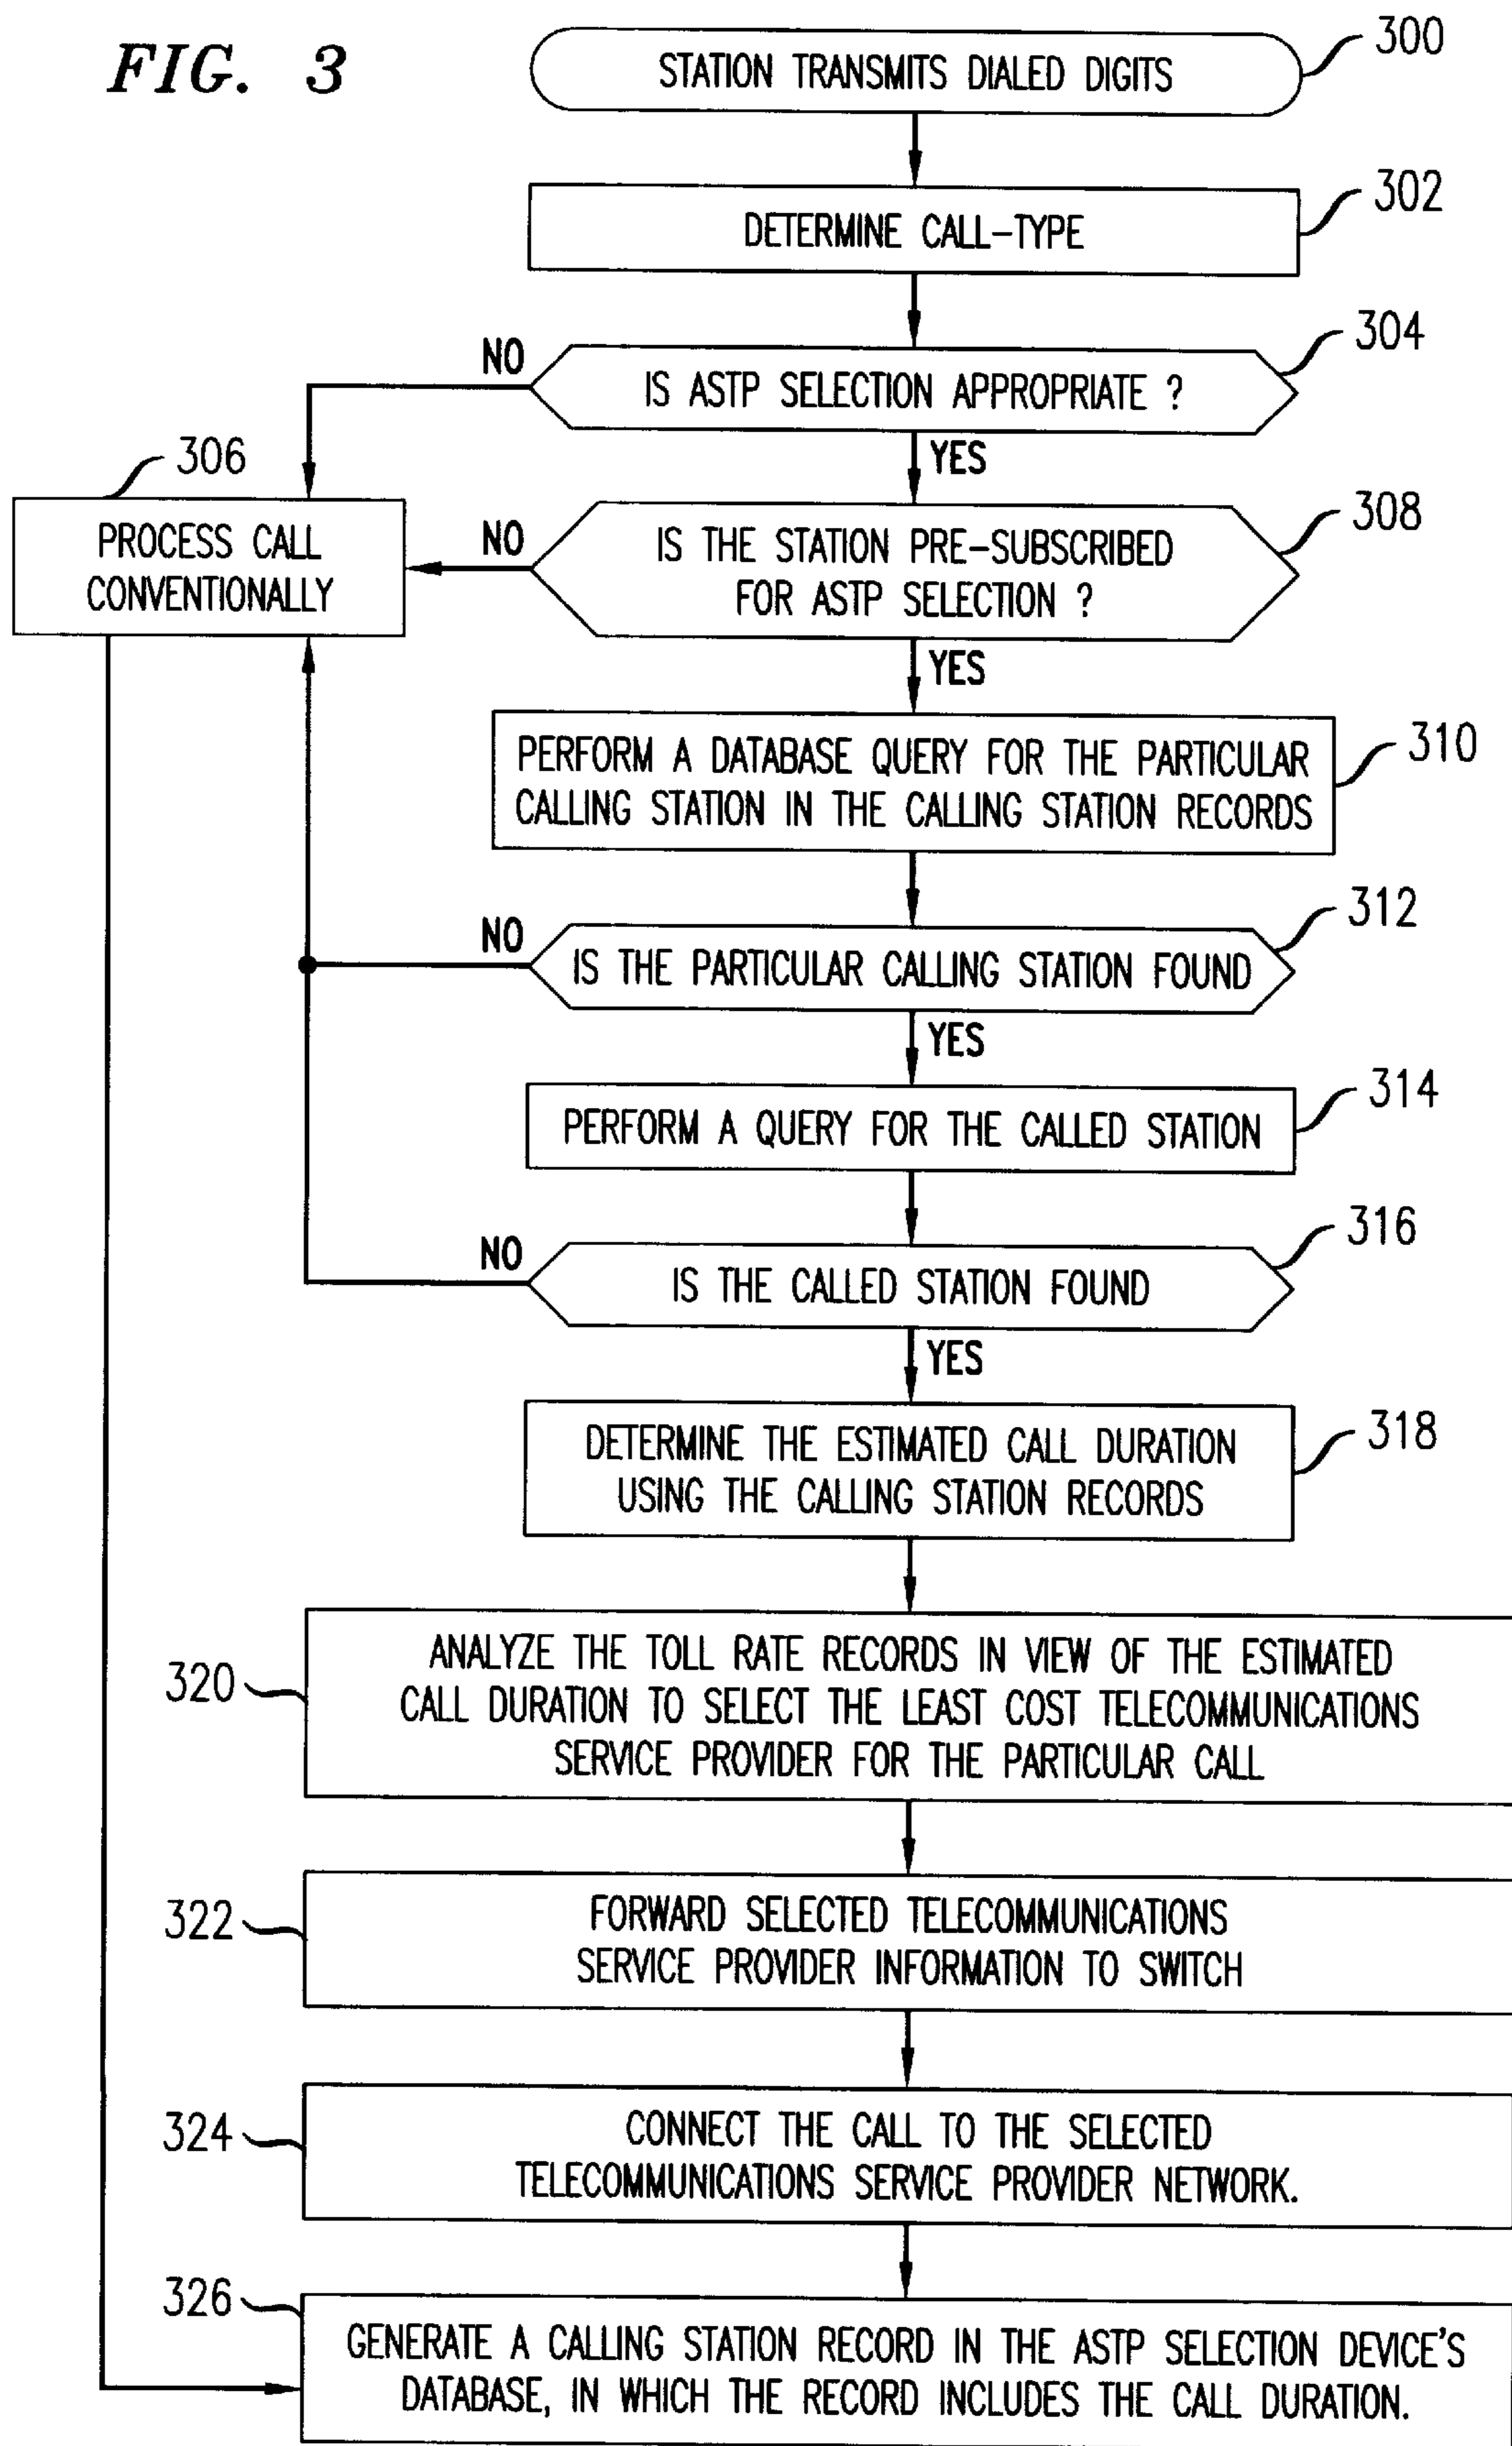 FIG. 3
300
STATION TRANSMITS DIALED DIGITS
302
DETERMINE CALL-TYPE
304
NO
IS ASTP SELECTION APPROPRIATE ?
YES
306
308
PROCESS CALL
CONVENTIONALLY
NO
IS THE STATION PRE-SUBSCRIBED
FOR ASTP SELECTION ?
YES
310
PERFORM A DATABASE QUERY FOR THE PARTICULAR
CALLING STATION IN THE CALLING STATION RECORDS
312
NO
IS THE PARTICULAR CALLING STATION FOUND
YES
314
PERFORM A QUERY FOR THE CALLED STATION
316
NO
IS THE CALLED STATION FOUND
YES
318
DETERMINE THE ESTIMATED CALL DURATION
USING THE CALLING STATION RECORDS
320
ANALYZE THE TOLL RATE RECORDS IN VIEW OF THE ESTIMATED
CALL DURATION TO SELECT THE LEAST COST TELECOMMUNICATIONS
SERVICE PROVIDER FOR THE PARTICULAR CALL
322
FORWARD SELECTED TELECOMMUNICATIONS
SERVICE PROVIDER INFORMATION TO SWITCH
324
CONNECT THE CALL TO THE SELECTED
TELECOMMUNICATIONS SERVICE PROVIDER NETWORK.
326
GENERATE A CALLING STATION RECORD IN THE ASTP SELECTION DEVICE'S
DATABASE, IN WHICH THE RECORD INCLUDES THE CALL DURATION.